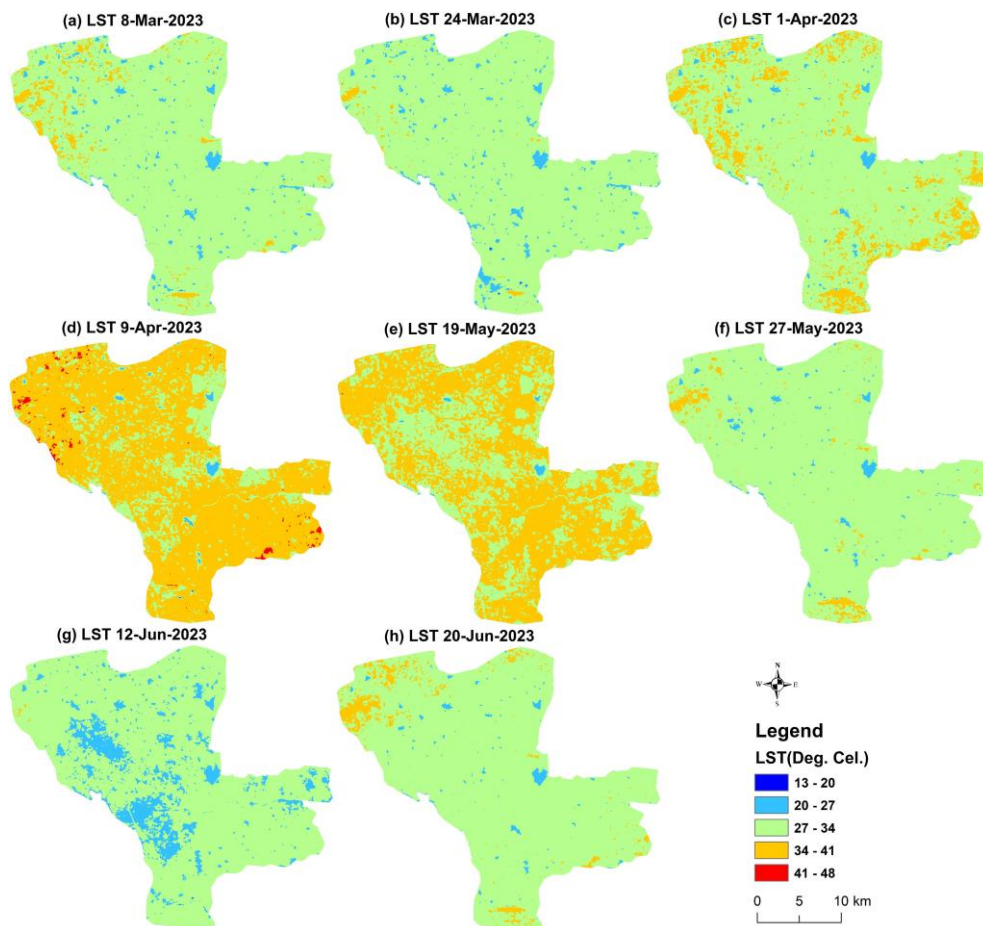 (a) LST 8-Mar-2023
(b) LST 24-Mar-2023
(c) LST 1-Apr-2023
(d) LST 9-Apr-2023
(e) LST 19-May-2023
(f) LST 27-May-2023
(g) LST 12-Jun-2023
(h) LST 20-Jun-2023
N
W E
S
Legend
LST(Deg. Cel.)
13 - 20
20 - 27
27 - 34
34 - 41
41 - 48
0 5 10 km